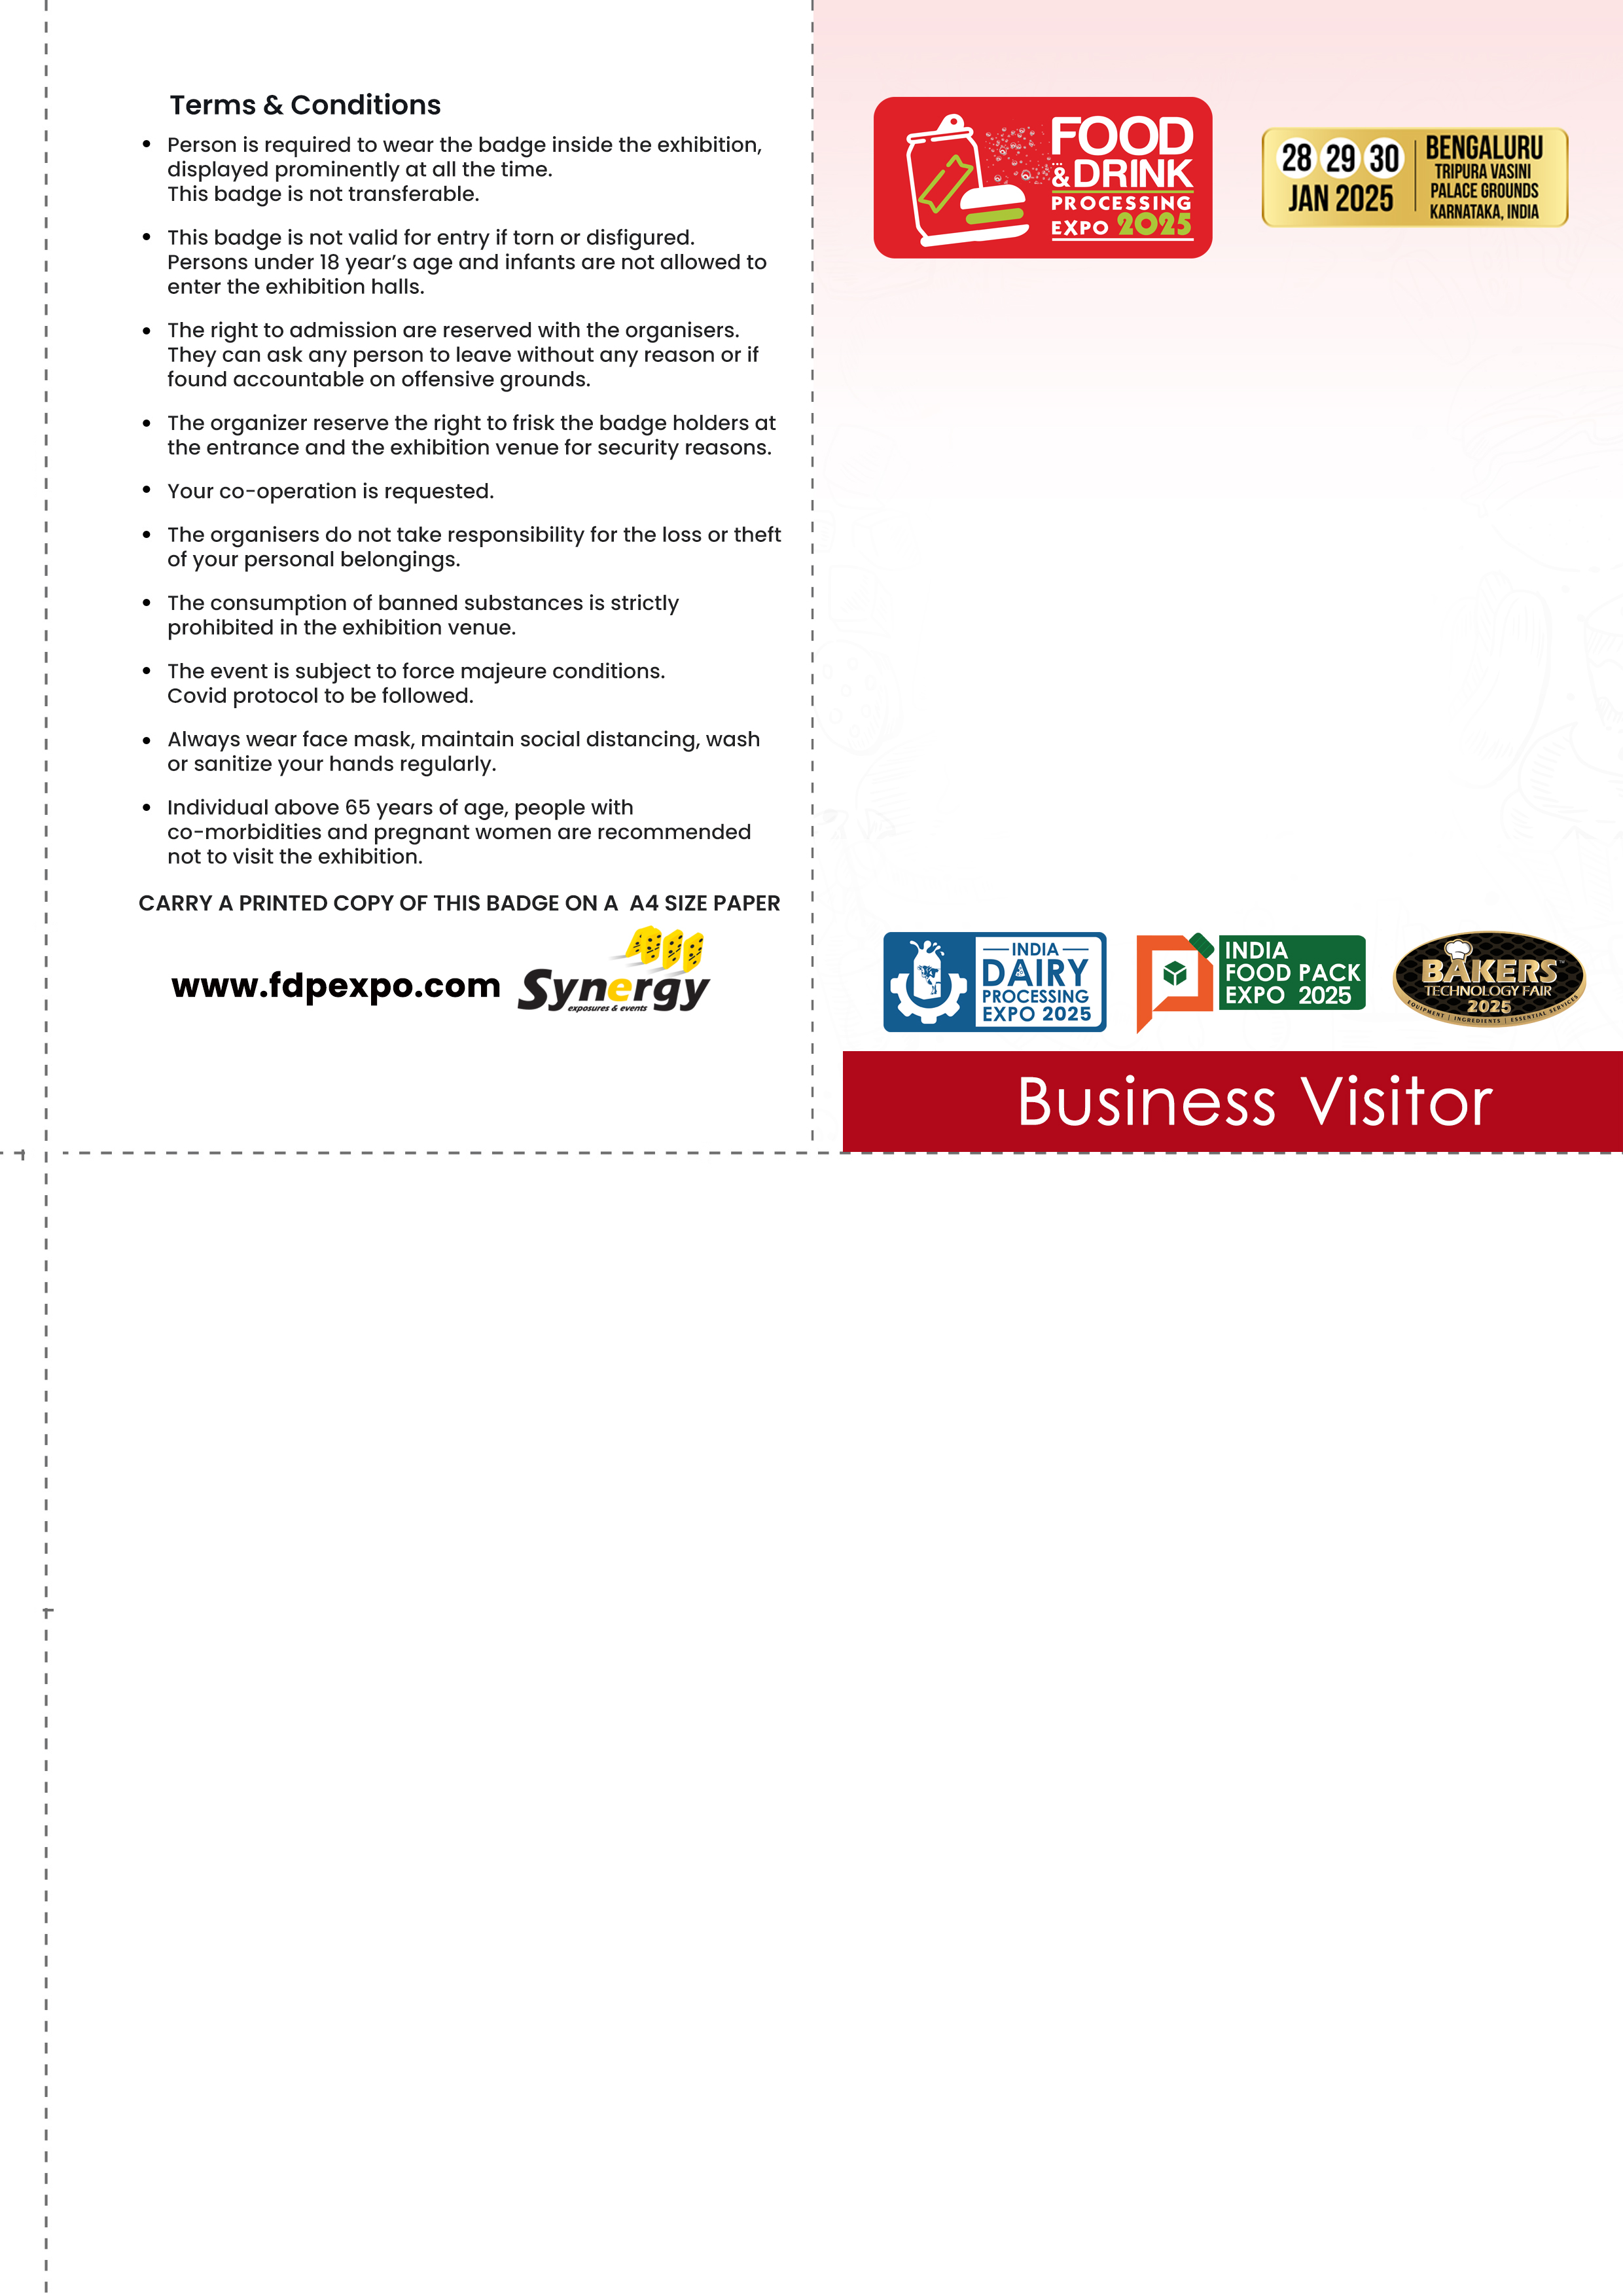 Terms & Conditions
• Person is required to wear the badge inside the exhibition,
displayed prominently at all the time.
This badge is not transferable.
• This badge is not valid for entry if torn or disfigured.
Persons under 18 year’s age and infants are not allowed to
enter the exhibition halls.
• The right to admission are reserved with the organisers.
They can ask any person to leave without any reason or if
found accountable on offensive grounds.
• The organizer reserve the right to frisk the badge holders at
the entrance and the exhibition venue for security reasons.
• Your co-operation is requested.
• The organisers do not take responsibility for the loss or theft
of your personal belongings.
• The consumption of banned substances is strictly
prohibited in the exhibition venue.
• The event is subject to force majeure conditions.
Covid protocol to be followed.
• Always wear face mask, maintain social distancing, wash
or sanitize your hands regularly.
• Individual above 65 years of age, people with
co-morbidities and pregnant women are recommended
not to visit the exhibition.
CARRY A PRINTED COPY OF THIS BADGE ON A A4 SIZE PAPER
www.fdpexpo.com
Synergy
exposures & events
FOOD
& DRINK
PROCESSING
EXPO 2025
28 29 30
JAN 2025
BENGALURU
TRIPURA VASINI
PALACE GROUNDS
KARNATAKA, INDIA
INDIA
DAIRY
PROCESSING
EXPO 2025
INDIA
FOOD PACK
EXPO 2025
BAKERS
TECHNOLOGY FAIR
2025
EQUIPMENT | INGREDIENTS | ESSENTIAL SERVICES
Business Visitor